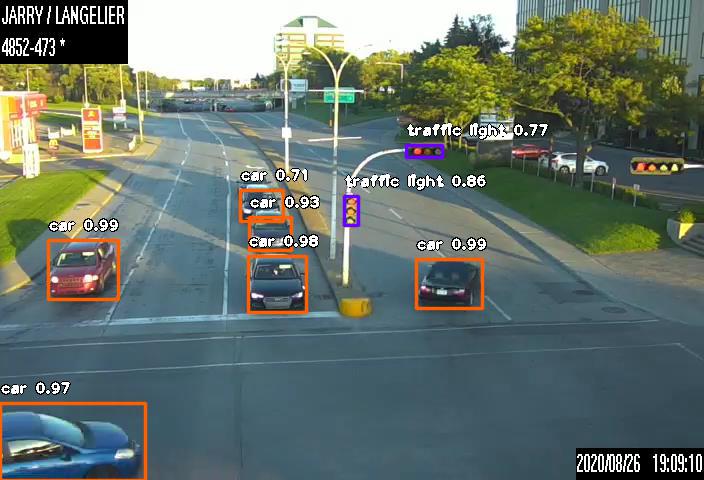 JARRY / LANGELIER
4852-473 *
traffic light 0.77
car 0.71
traffic light 0.86
car 0.93
car 0.99
car 0.98
car 0.99
car 0.97
2020/08/26 19:09:10